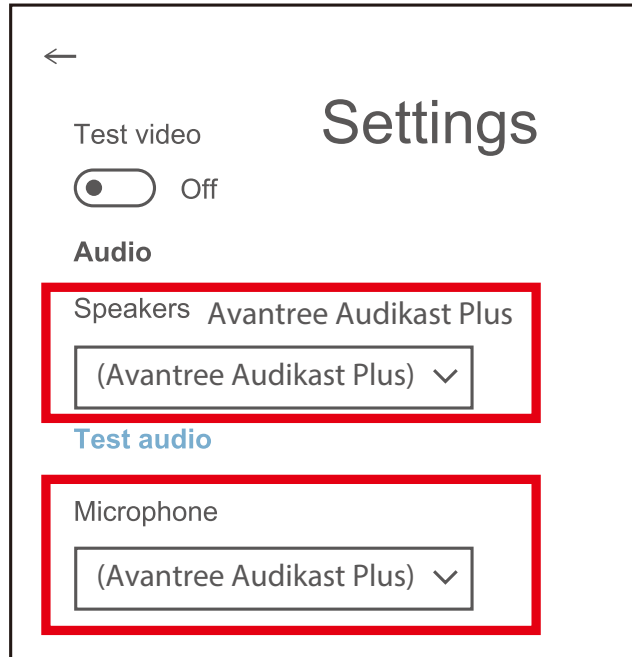 Settings
Test video
Off
Audio
Speakers Avantree Audikast Plus
(Avantree Audikast Plus)
Test audio
Microphone
(Avantree Audikast Plus)